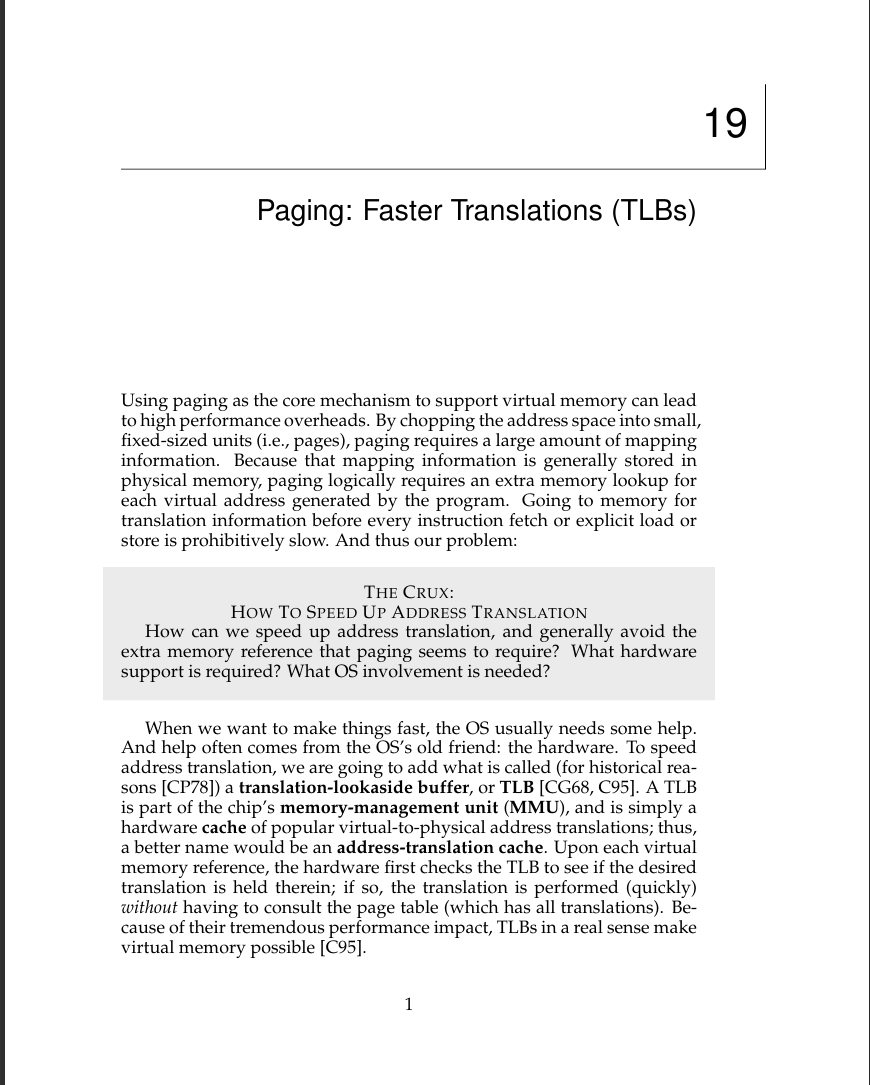 19
Paging: Faster Translations (TLBs)
Using paging as the core mechanism to support virtual memory can lead
to high performance overheads. By chopping the address space into small,
fixed-sized units (i.e., pages), paging requires a large amount of mapping
information. Because that mapping information is generally stored in
physical memory, paging logically requires an extra memory lookup for
each virtual address generated by the program. Going to memory for
translation information before every instruction fetch or explicit load or
store is prohibitively slow. And thus our problem:
THE CRUX:
HOW TO SPEED UP ADDRESS TRANSLATION
How can we speed up address translation, and generally avoid the
extra memory reference that paging seems to require? What hardware
support is required? What OS involvement is needed?
When we want to make things fast, the OS usually needs some help.
And help often comes from the OS's old friend: the hardware. To speed
address translation, we are going to add what is called (for historical rea-
sons [CP78]) a translation-lookaside buffer, or TLB [CG68, C95]. A TLB
is part of the chip's memory-management unit (MMU), and is simply a
hardware cache of popular virtual-to-physical address translations; thus,
a better name would be an address-translation cache. Upon each virtual
memory reference, the hardware first checks the TLB to see if the desired
translation is held therein; if so, the translation is performed (quickly)
without having to consult the page table (which has all translations). Be-
cause of their tremendous performance impact, TLBs in a real sense make
virtual memory possible [C95].
1